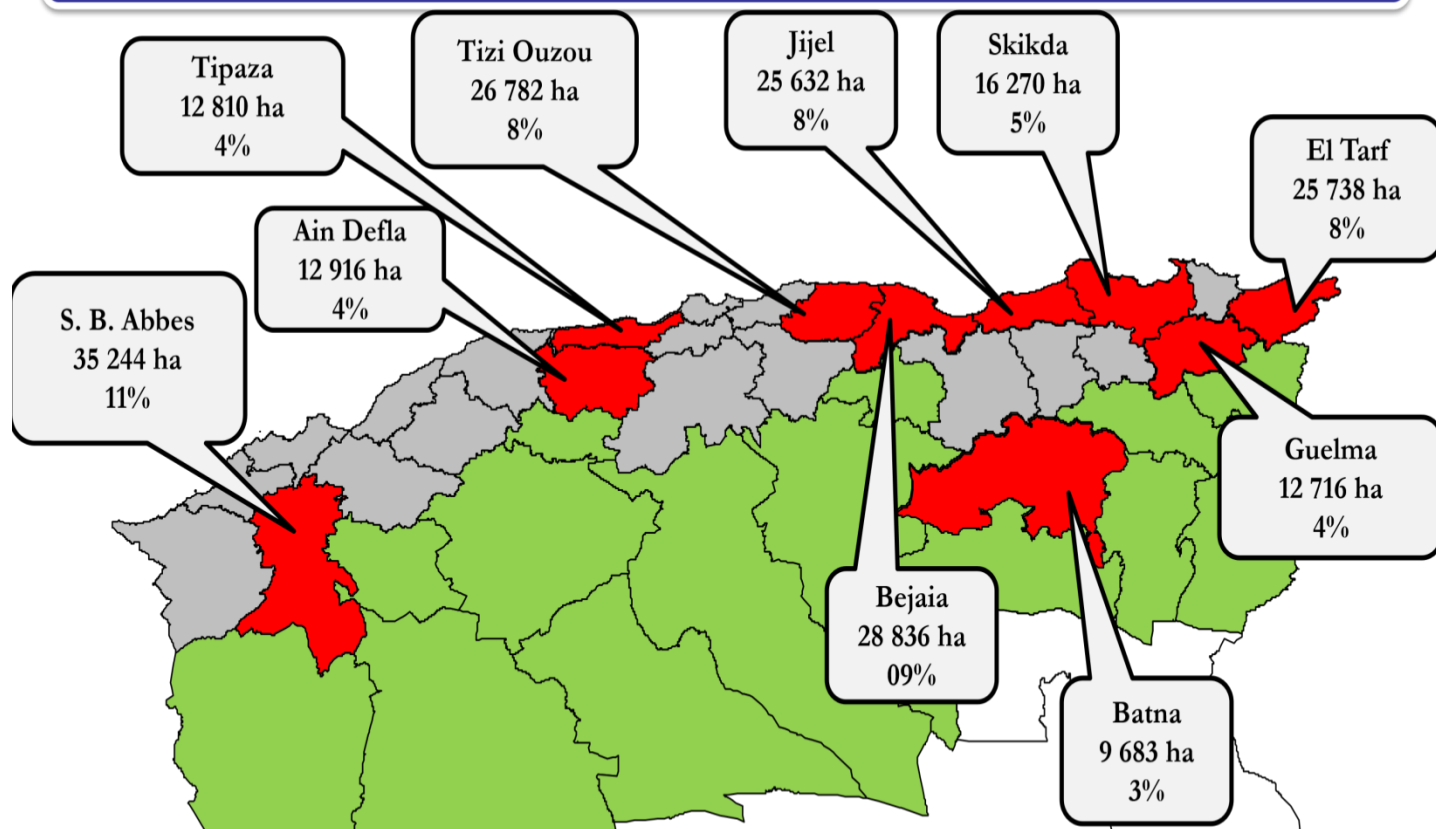 Tipaza
12 810 ha
4%
Tizi Ouzou
26 782 ha
8%
Jijel
25 632 ha
8%
Skikda
16 270 ha
5%
El Tarf
25 738 ha
8%
Ain Defla
12 916 ha
4%
S. B. Abbes
35 244 ha
11%
Guelma
12 716 ha
4%
Bejaia
28 836 ha
09%
Batna
9 683 ha
3%